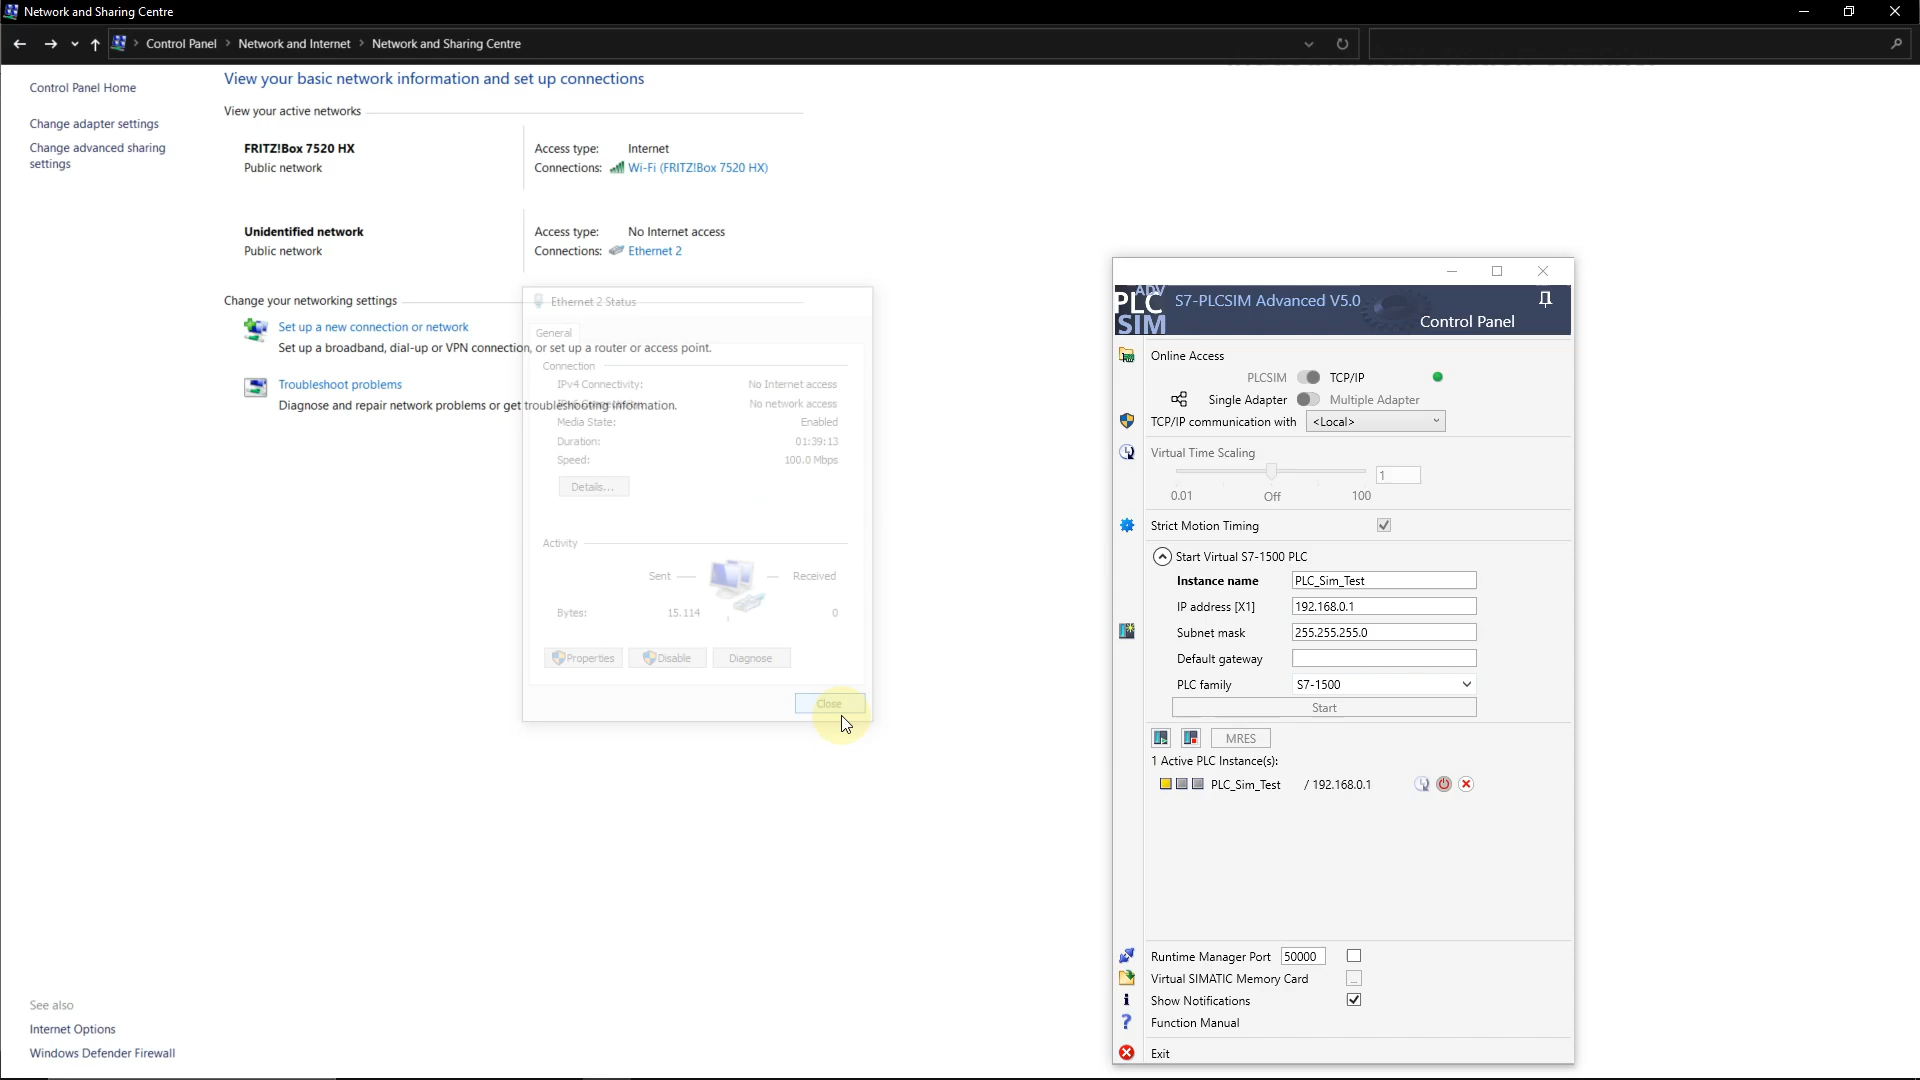 Network and Sharing Centre
Control Panel > Network and Internet > Network and Sharing Centre
Control Panel Home
Change adapter settings
Change advanced sharing
settings
View your basic network information and set up connections
View your active networks
FRITZ!Box 7520 HX
Public network
Access type: Internet
Connections: Wi-Fi (FRITZ!Box 7520 HX)
Unidentified network
Public network
Access type: No Internet access
Connections: Ethernet 2
Change your networking settings
Set up a new connection or network
Set up a broadband, dial-up or VPN connection, or set up a router or access point.
Troubleshoot problems
Diagnose and repair network problems or get troubleshooting information.
Ethernet 2 Status
General
Connection
IPv4 Connectivity: No Internet access
No network access
Media State: Enabled
Duration: 01:39:13
Speed: 100.0 Mbps
Details...
Activity
Sent — — Received
Bytes: 15.114 0
Properties Disable Diagnose
Close
See also
Internet Options
Windows Defender Firewall
PLC ADV
SIM
S7-PLCSIM Advanced V5.0
Control Panel
Online Access
PLCSIM TCP/IP
Single Adapter Multiple Adapter
TCP/IP communication with <Local>
Virtual Time Scaling
1
0.01 Off 100
Strict Motion Timing
Start Virtual S7-1500 PLC
Instance name PLC_Sim_Test
IP address [X1] 192.168.0.1
Subnet mask 255.255.255.0
Default gateway
PLC family S7-1500
Start
MRES
1 Active PLC Instance(s):
PLC_Sim_Test / 192.168.0.1
Runtime Manager Port 50000
Virtual SIMATIC Memory Card ...
Show Notifications
Function Manual
Exit